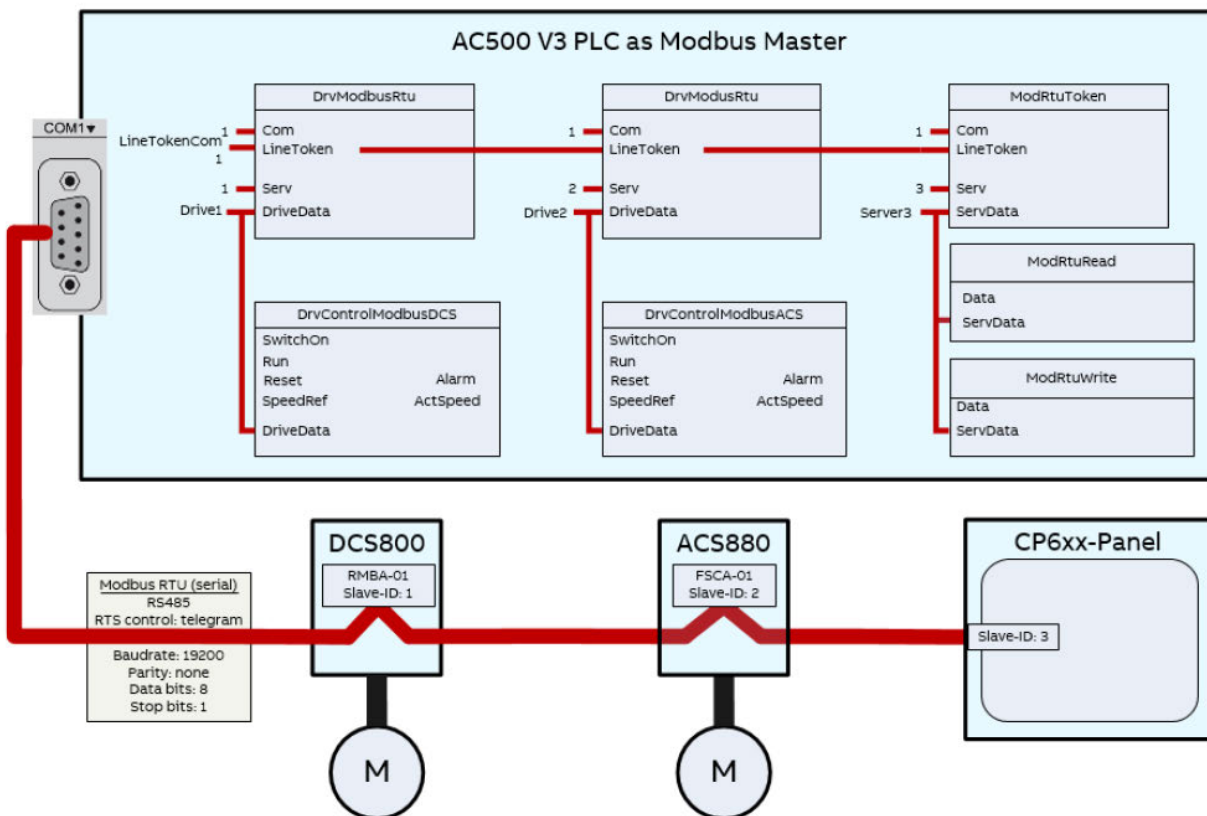 AC500 V3 PLC as Modbus Master
COM1▼
DrvModbusRtu
LineTokenCom
1
1
Com
LineToken
1
Serv
Drive1
DriveData
DrvControlModbusDCS
SwitchOn
Run
Reset
Alarm
SpeedRef
ActSpeed
DriveData
DrvModusRtu
1
Com
LineToken
2
Serv
Drive2
DriveData
DrvControlModbusACS
SwitchOn
Run
Reset
Alarm
SpeedRef
ActSpeed
DriveData
ModRtuToken
1
Com
LineToken
3
Serv
Server3
ServData
ModRtuRead
Data
ServData
ModRtuWrite
Data
ServData
Modbus RTU (serial)
RS485
RTS control: telegram
Baudrate: 19200
Parity: none
Data bits: 8
Stop bits: 1
DCS800
RMBA-01
Slave-ID: 1
M
ACS880
FSCA-01
Slave-ID: 2
M
CP6xx-Panel
Slave-ID: 3